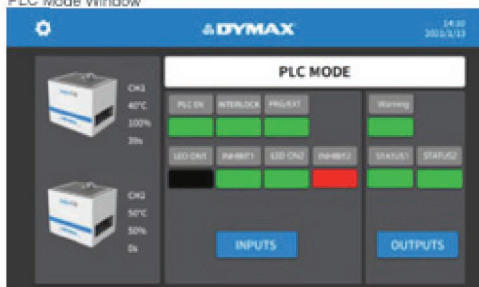 PLC Mode Window
DYMAX
14:10
2021/1/13
PLC MODE
CH1
40°C
100%
39s
PLC EN INTERLOCK PRG/EXT Warning
LED ON1 INHIBIT1 LED ON2 INHIBIT2 STATUS1 STATUS2
CH2
50°C
50%
0s
INPUTS OUTPUTS